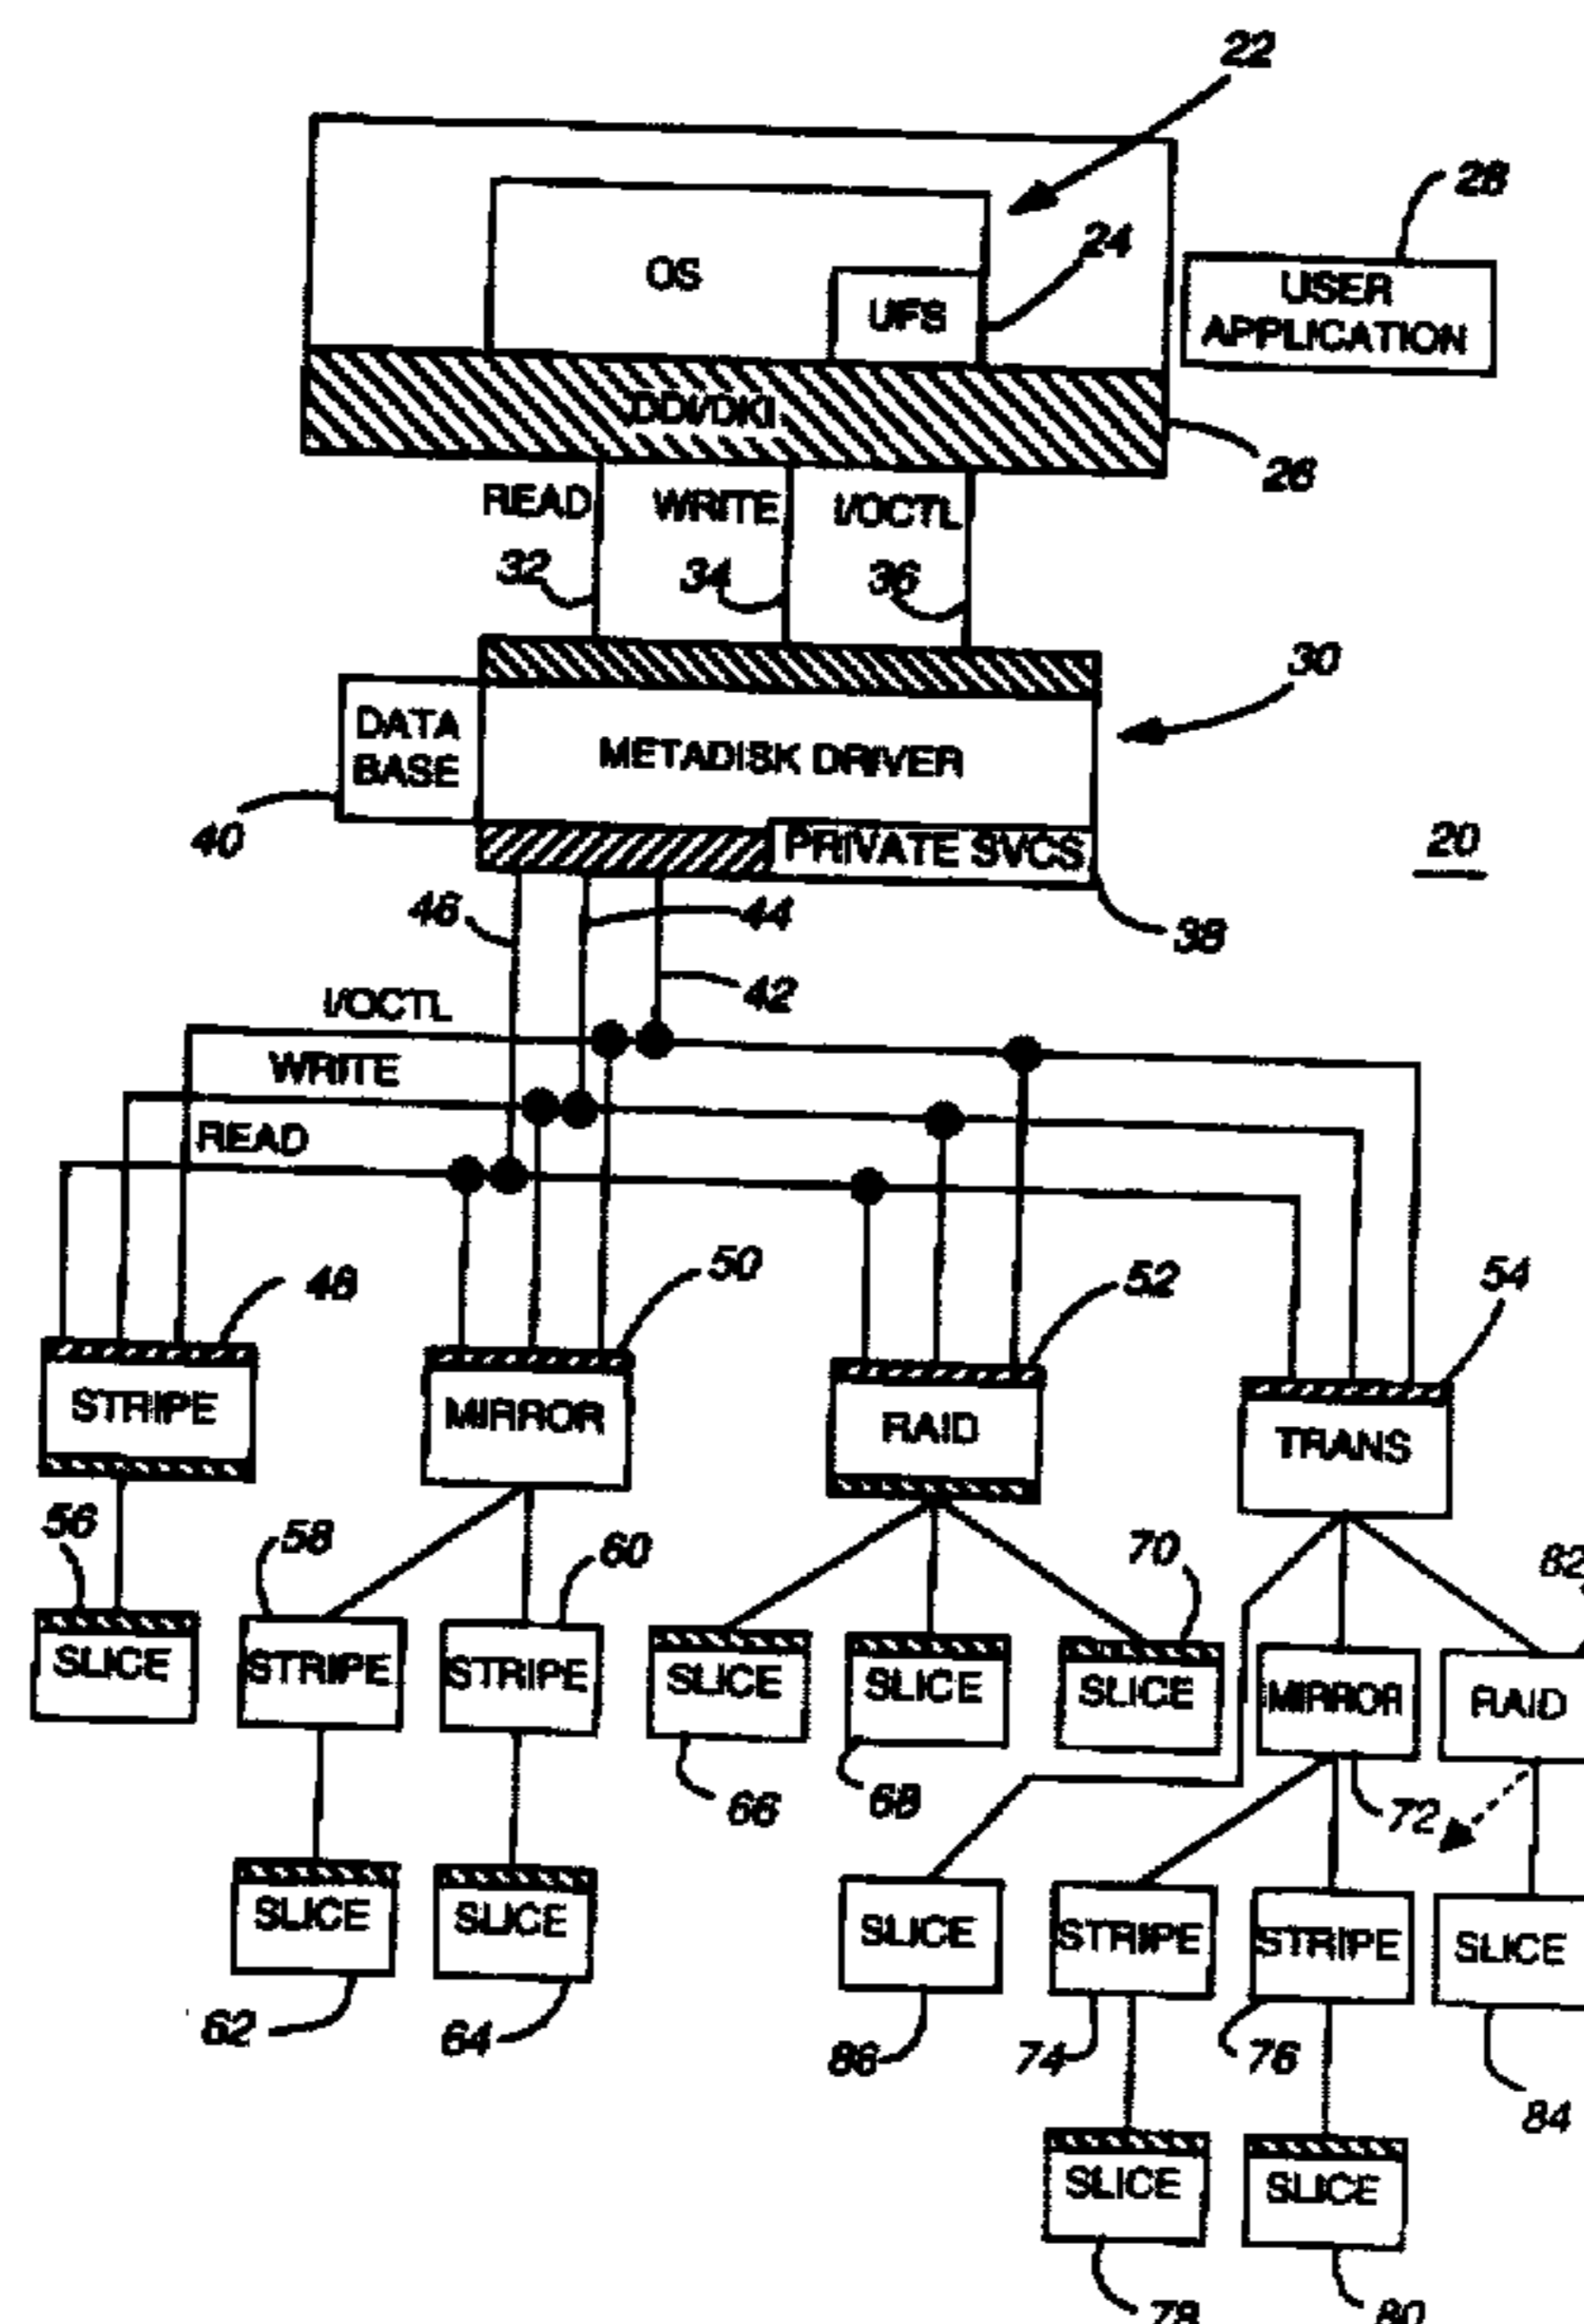 22
28
24
OS
UFS
USER
APPLICATION
DDI/DKI
26
READ
WRITE
I/OCTL
32
34
36
30
DATA
BASE
METADISK DRIVER
40
PRIVATE SVCS
20
46
44
38
42
I/OCTL
WRITE
READ
48
50
52
54
STRIPE
MIRROR
RAID
TRANS
56
58
60
70
82
SLICE
STRIPE
STRIPE
SLICE
SLICE
SLICE
MIRROR
RAID
66
68
72
SLICE
SLICE
SLICE
STRIPE
STRIPE
SLICE
62
64
86
74
76
84
SLICE
SLICE
78
80